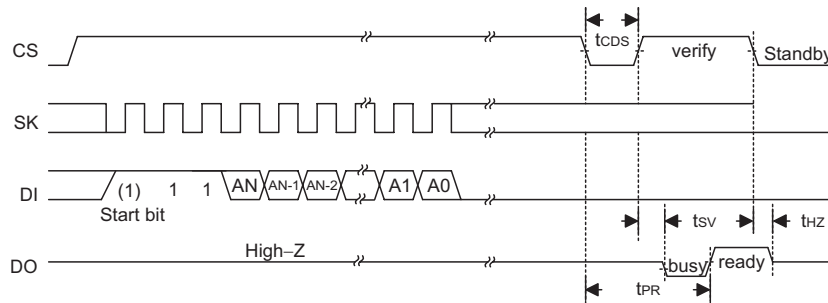 tCDS
CS
verify
Standby
SK
DI
(1) 1 1 AN AN-1 AN-2 A1 A0
Start bit
tSV
tHZ
High–Z
DO
busy
ready
tPR